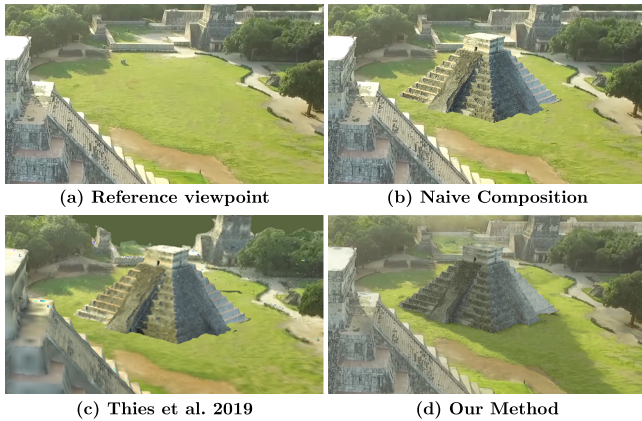 (a) Reference viewpoint
(b) Naive Composition
(c) Thies et al. 2019
(d) Our Method